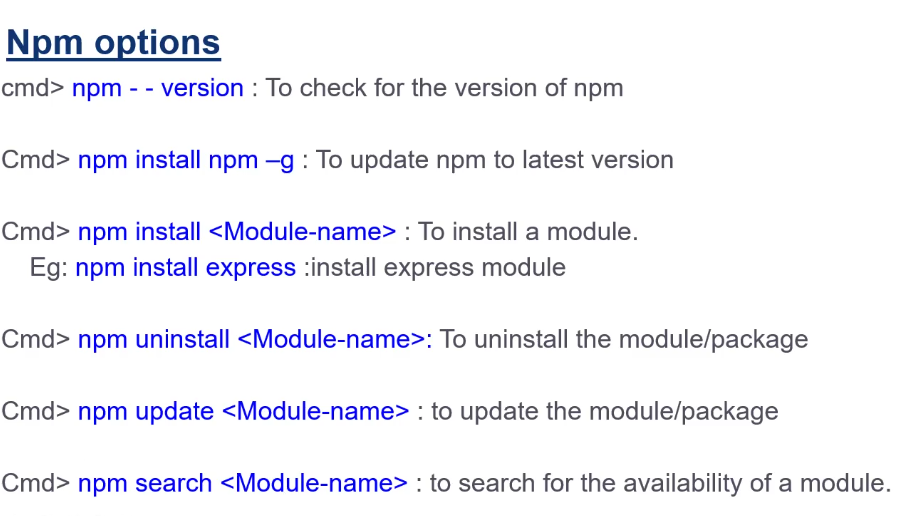 Npm options
cmd> npm - - version : To check for the version of npm
Cmd> npm install npm –g : To update npm to latest version
Cmd> npm install <Module-name> : To install a module.
Eg: npm install express :install express module
Cmd> npm uninstall <Module-name>: To uninstall the module/package
Cmd> npm update <Module-name> : to update the module/package
Cmd> npm search <Module-name> : to search for the availability of a module.